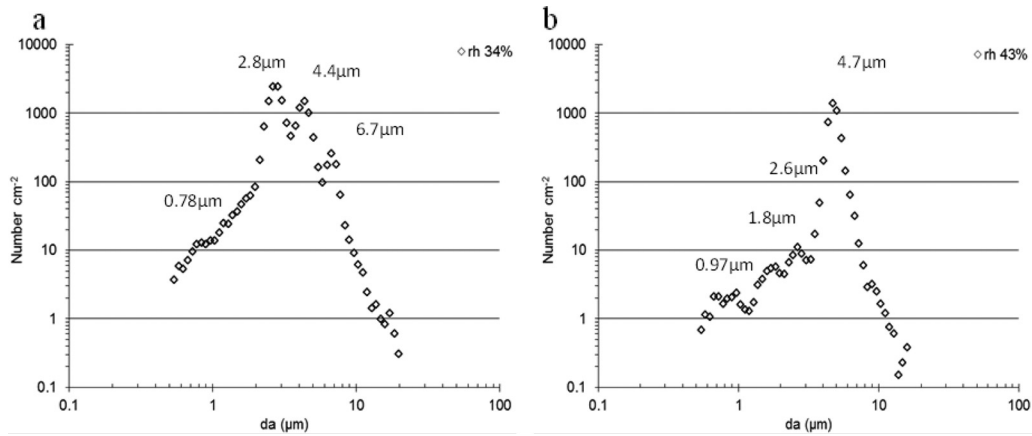 a
10000
1000
100
10
1
0.1
0.1
1
10
100
Number cm-2
da (µm)
rh 34%
2.8µm
4.4µm
6.7µm
0.78µm
b
10000
1000
100
10
1
0.1
0.1
1
10
100
Number cm-2
da (µm)
rh 43%
4.7µm
2.6µm
1.8µm
0.97µm